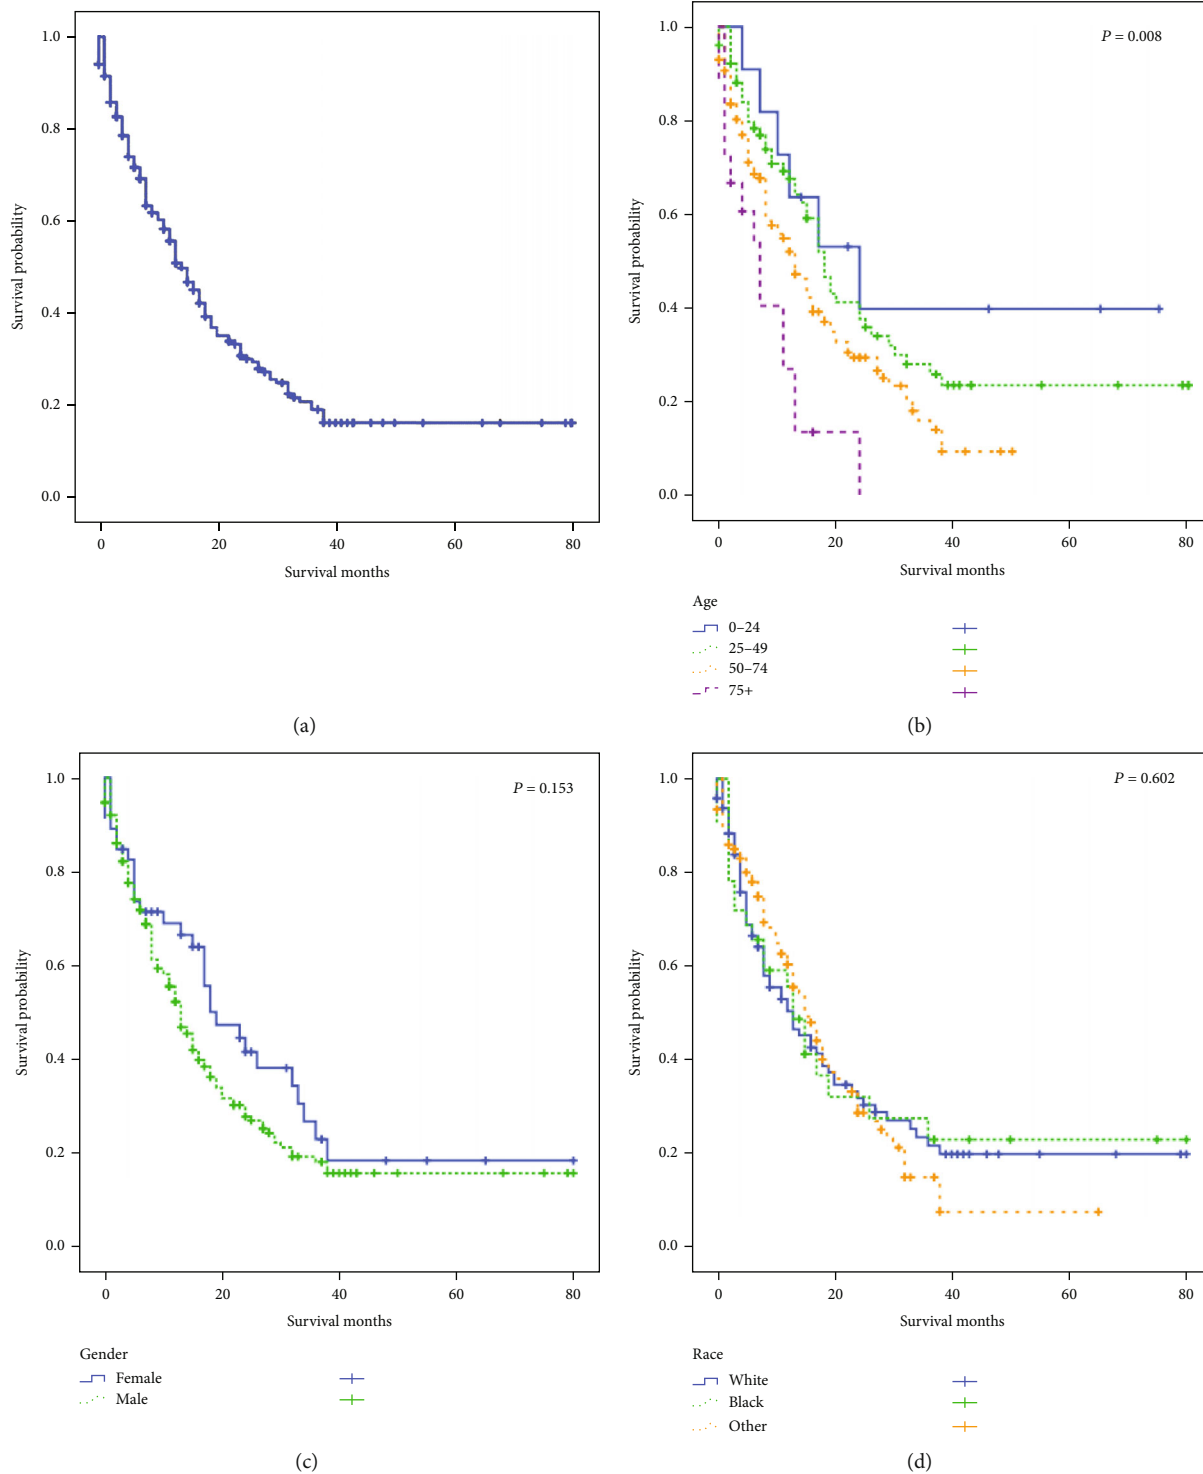 1.0
0.8
0.6
0.4
0.2
0.0
Survival probability
0 20 40 60 80
Survival months
(a)
P = 0.008
1.0
0.8
0.6
0.4
0.2
0.0
Survival probability
0 20 40 60 80
Survival months
Age
0–24
25–49
50–74
75+
(b)
P = 0.153
1.0
0.8
0.6
0.4
0.2
0.0
Survival probability
0 20 40 60 80
Survival months
Gender
Female
Male
(c)
P = 0.602
1.0
0.8
0.6
0.4
0.2
0.0
Survival probability
0 20 40 60 80
Survival months
Race
White
Black
Other
(d)